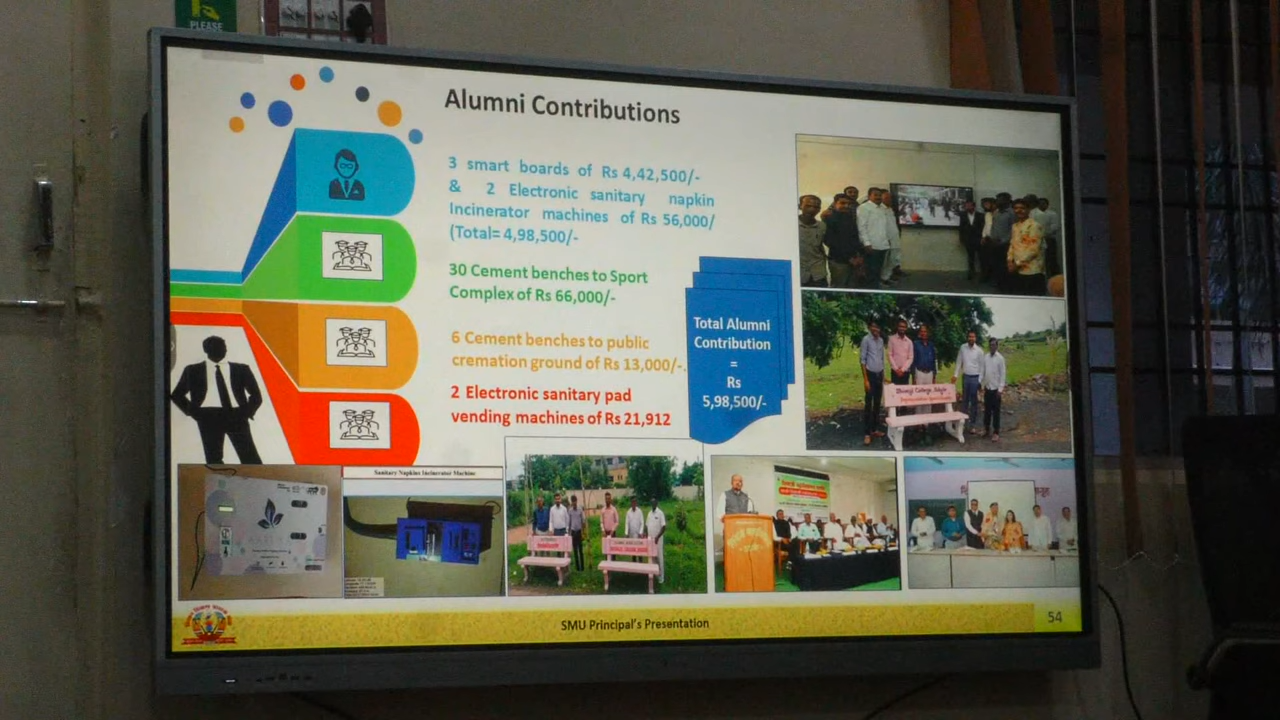 PLEASE
Alumni Contributions
3 smart boards of Rs 4,42,500/-
& 2 Electronic sanitary napkin
Incinerator machines of Rs 56,000/
(Total= 4,98,500/-
30 Cement benches to Sport
Complex of Rs 66,000/-
6 Cement benches to public
cremation ground of Rs 13,000/-.
2 Electronic sanitary pad
vending machines of Rs 21,912
Total Alumni
Contribution
=
Rs
5,98,500/-
Sanitary Napkins Incinerator Machine
SMU Principal's Presentation
54